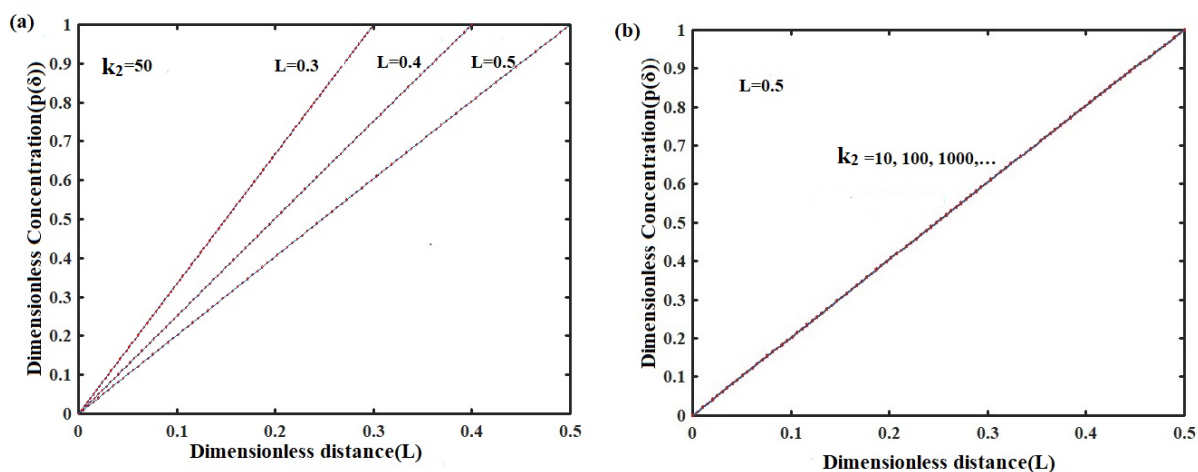 (a)
Dimensionless Concentration(p(δ))
1
0.9
0.8
0.7
0.6
0.5
0.4
0.3
0.2
0.1
0
k₂=50
L=0.3
L=0.4
L=0.5
0
0.1
0.2
0.3
0.4
0.5
Dimensionless distance(L)
(b)
Dimensionless Concentration(p(δ))
1
0.9
0.8
0.7
0.6
0.5
0.4
0.3
0.2
0.1
0
L=0.5
k₂ =10, 100, 1000,...
0
0.1
0.2
0.3
0.4
0.5
Dimensionless distance(L)